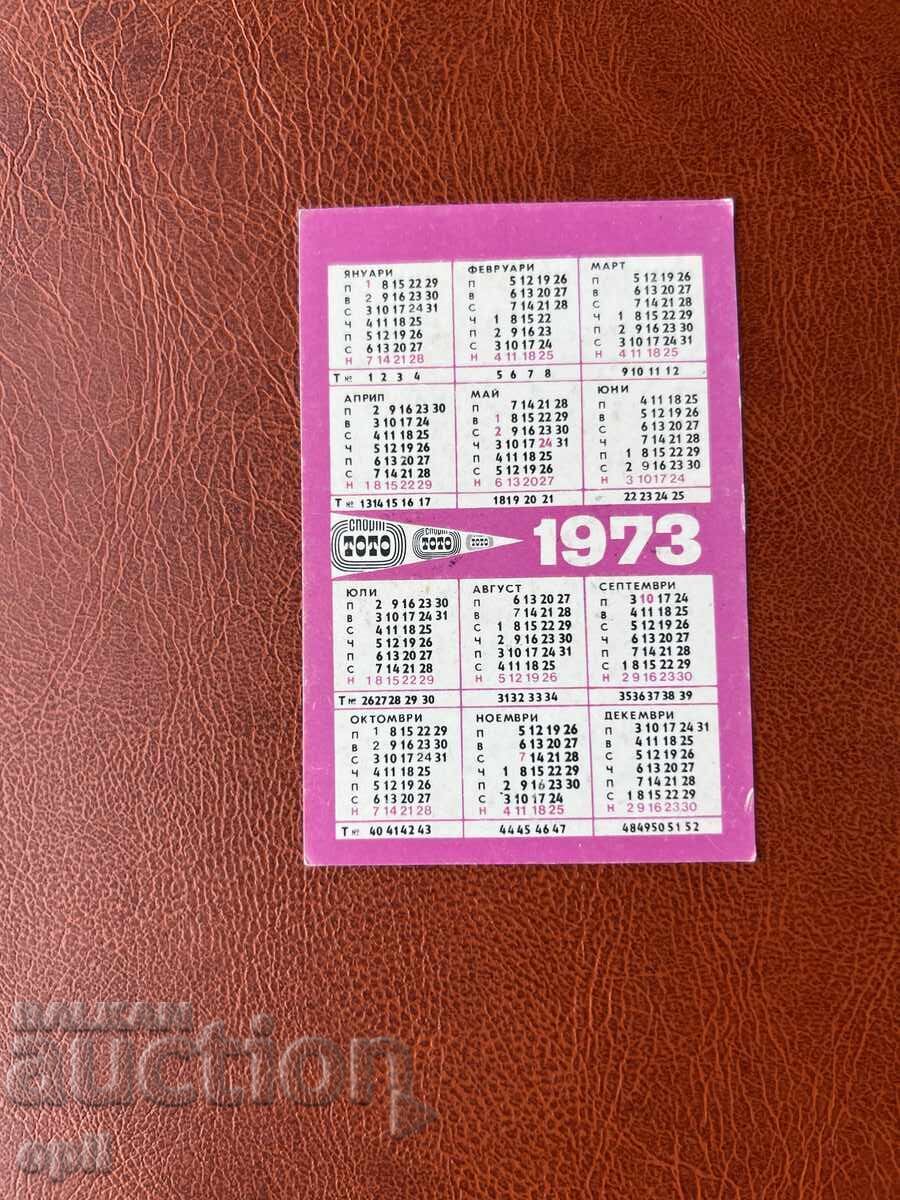 ЯНУАРИ ФЕВРУАРИ МАРТ
П 1 8 15 22 29 П 5 12 19 26 П 5 12 19 26
В 2 9 16 23 30 В 6 13 20 27 В 6 13 20 27
С 3 10 17 24 31 С 7 14 21 28 С 7 14 21 28
Ч 4 11 18 25 Ч 1 8 15 22 Ч 1 8 15 22 29
П 5 12 19 26 П 2 9 16 23 П 2 9 16 23 30
С 6 13 20 27 С 3 10 17 24 С 3 10 17 24 31
Н 7 14 21 28 Н 4 11 18 25 Н 4 11 18 25
Т № 1 2 3 4 5 6 7 8 9 10 11 12
АПРИЛ МАЙ ЮНИ
П 2 9 16 23 30 П 7 14 21 28 П 4 11 18 25
В 3 10 17 24 В 1 8 15 22 29 В 5 12 19 26
С 4 11 18 25 С 2 9 16 23 30 С 6 13 20 27
Ч 5 12 19 26 Ч 3 10 17 24 31 Ч 7 14 21 28
П 6 13 20 27 П 4 11 18 25 П 1 8 15 22 29
С 7 14 21 28 С 5 12 19 26 С 2 9 16 23 30
Н 1 8 15 22 29 Н 6 13 20 27 Н 3 10 17 24
Т № 13 14 15 16 17 18 19 20 21 22 23 24 25
СПОРТ ТОТО СПОРТ ТОТО ТОТО 1973
ЮЛИ АВГУСТ СЕПТЕМВРИ
П 2 9 16 23 30 П 6 13 20 27 П 3 10 17 24
В 3 10 17 24 31 В 7 14 21 28 В 4 11 18 25
С 4 11 18 25 С 1 8 15 22 29 С 5 12 19 26
Ч 5 12 19 26 Ч 2 9 16 23 30 Ч 6 13 20 27
П 6 13 20 27 П 3 10 17 24 31 П 7 14 21 28
С 7 14 21 28 С 4 11 18 25 С 1 8 15 22 29
Н 1 8 15 22 29 Н 5 12 19 26 Н 2 9 16 23 30
Т № 26 27 28 29 30 31 32 33 34 35 36 37 38 39
ОКТОМВРИ НОЕМВРИ ДЕКЕМВРИ
П 1 8 15 22 29 П 5 12 19 26 П 3 10 17 24 31
В 2 9 16 23 30 В 6 13 20 27 В 4 11 18 25
С 3 10 17 24 31 С 7 14 21 28 С 5 12 19 26
Ч 4 11 18 25 Ч 1 8 15 22 29 Ч 6 13 20 27
П 5 12 19 26 П 2 9 16 23 30 П 7 14 21 28
С 6 13 20 27 С 3 10 17 24 С 1 8 15 22 29
Н 7 14 21 28 Н 4 11 18 25 Н 2 9 16 23 30
Т № 40 41 42 43 44 45 46 47 48 49 50 51 52
BALKAN
auction
opli